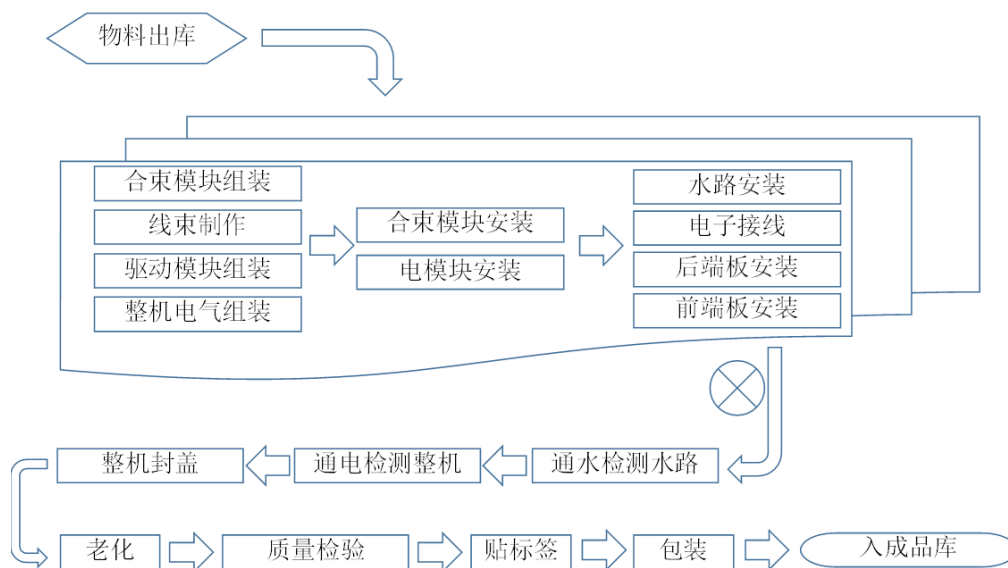 物料出库
合束模块组装
线束制作
驱动模块组装
整机电气组装
合束模块安装
电模块安装
水路安装
电子接线
后端板安装
前端板安装
通水检测水路
通电检测整机
整机封盖
老化
质量检验
贴标签
包装
入成品库